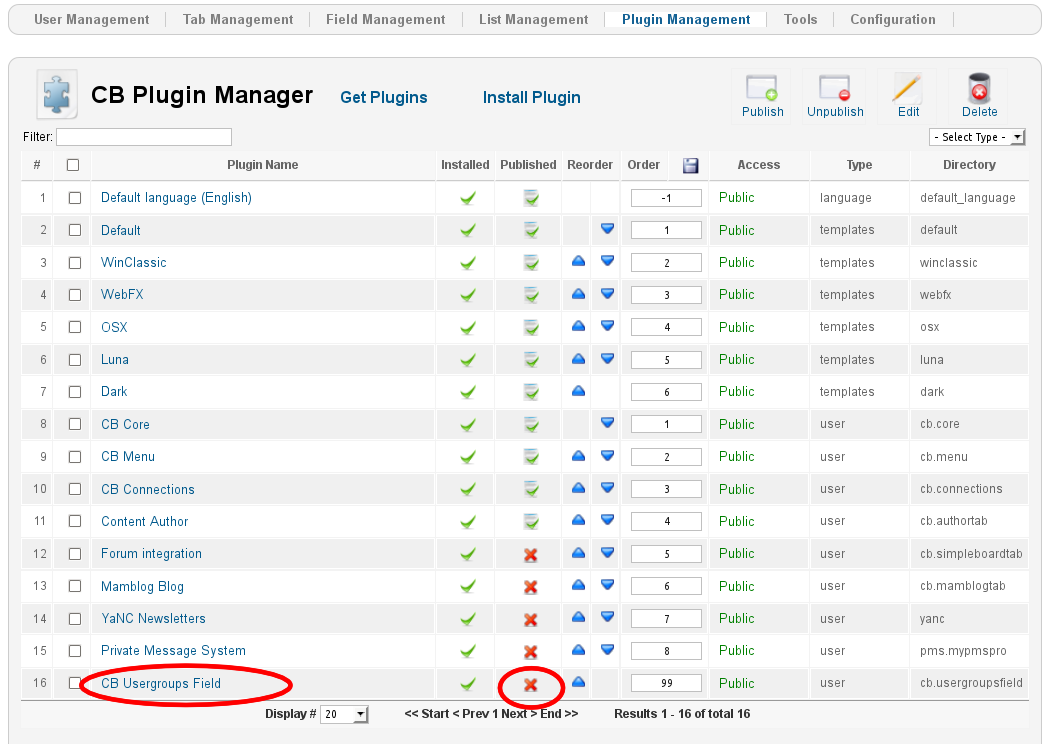 User Management Tab Management Field Management List Management Plugin Management Tools Configuration
CB Plugin Manager Get Plugins Install Plugin Publish Unpublish Edit Delete
Filter: - Select Type -
# Plugin Name Installed Published Reorder Order Access Type Directory
1 Default language (English) -1 Public language default_language
2 Default 1 Public templates default
3 WinClassic 2 Public templates winclassic
4 WebFX 3 Public templates webfx
5 OSX 4 Public templates osx
6 Luna 5 Public templates luna
7 Dark 6 Public templates dark
8 CB Core 1 Public user cb.core
9 CB Menu 2 Public user cb.menu
10 CB Connections 3 Public user cb.connections
11 Content Author 4 Public user cb.authortab
12 Forum integration 5 Public user cb.simpleboardtab
13 Mamblog Blog 6 Public user cb.mamblogtab
14 YaNC Newsletters 7 Public user yanc
15 Private Message System 8 Public user pms.mypmspro
16 CB Usergroups Field 99 Public user cb.usergroupsfield
Display # 20 << Start < Prev 1 Next > End >> Results 1 - 16 of total 16